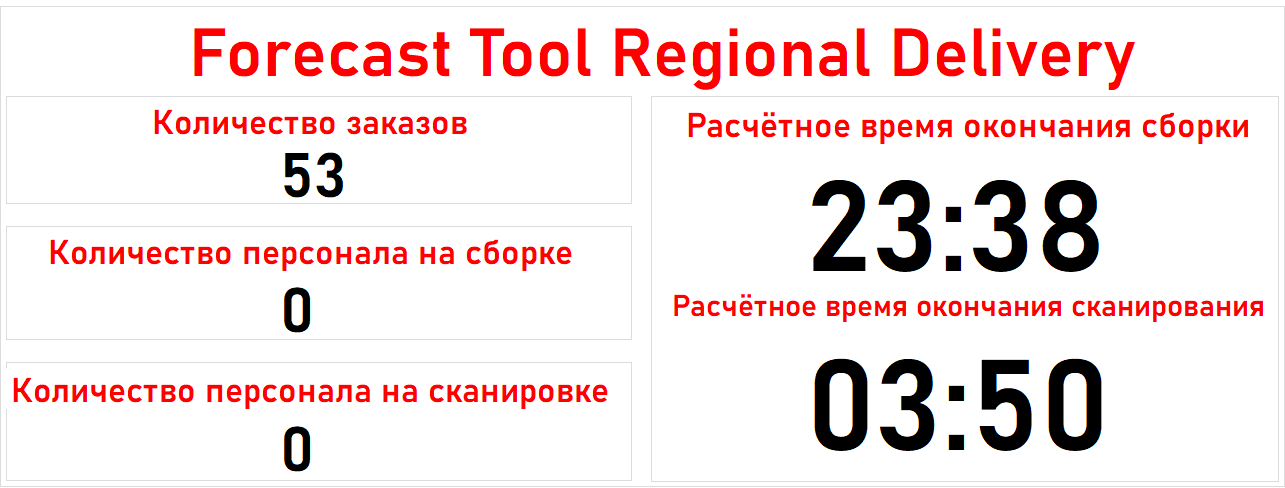 Forecast Tool Regional Delivery
Количество заказов
53
Количество персонала на сборке
0
Количество персонала на сканировке
0
Расчётное время окончания сборки
23:38
Расчётное время окончания сканирования
03:50